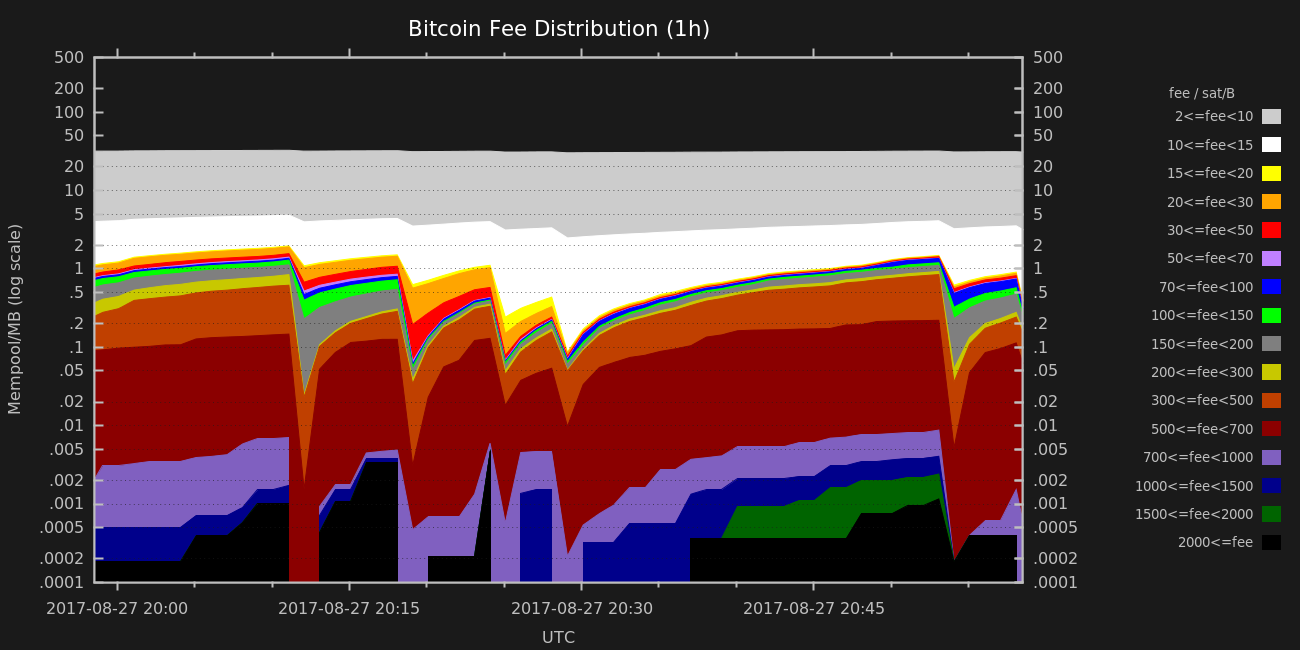 Bitcoin Fee Distribution (1h)
Mempool/MB (log scale)
500
200
100
50
20
10
5
2
1
.5
.2
.1
.05
.02
.01
.005
.002
.001
.0005
.0002
.0001
500
200
100
50
20
10
5
2
1
.5
.2
.1
.05
.02
.01
.005
.002
.001
.0005
.0002
.0001
2017-08-27 20:00
2017-08-27 20:15
2017-08-27 20:30
2017-08-27 20:45
UTC
fee / sat/B
2<=fee<10
10<=fee<15
15<=fee<20
20<=fee<30
30<=fee<50
50<=fee<70
70<=fee<100
100<=fee<150
150<=fee<200
200<=fee<300
300<=fee<500
500<=fee<700
700<=fee<1000
1000<=fee<1500
1500<=fee<2000
2000<=fee